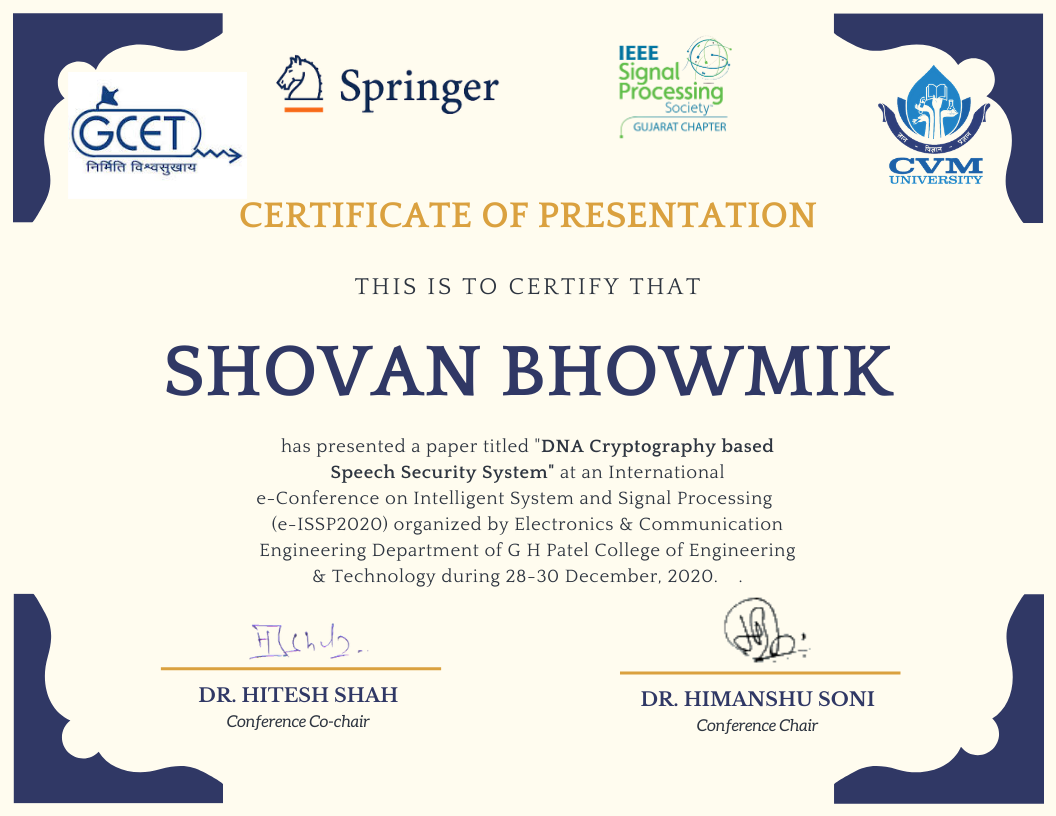 GCET
निर्मिति विश्वसुखाय
Springer
IEEE
Signal
Processing
Society
GUJARAT CHAPTER
ज्ञान - विज्ञान - प्रज्ञान
CVM
UNIVERSITY
CERTIFICATE OF PRESENTATION
THIS IS TO CERTIFY THAT
SHOVAN BHOWMIK
has presented a paper titled "DNA Cryptography based
Speech Security System" at an International
e-Conference on Intelligent System and Signal Processing
(e-ISSP2020) organized by Electronics & Communication
Engineering Department of G H Patel College of Engineering
& Technology during 28-30 December, 2020. .
DR. HITESH SHAH
Conference Co-chair
DR. HIMANSHU SONI
Conference Chair